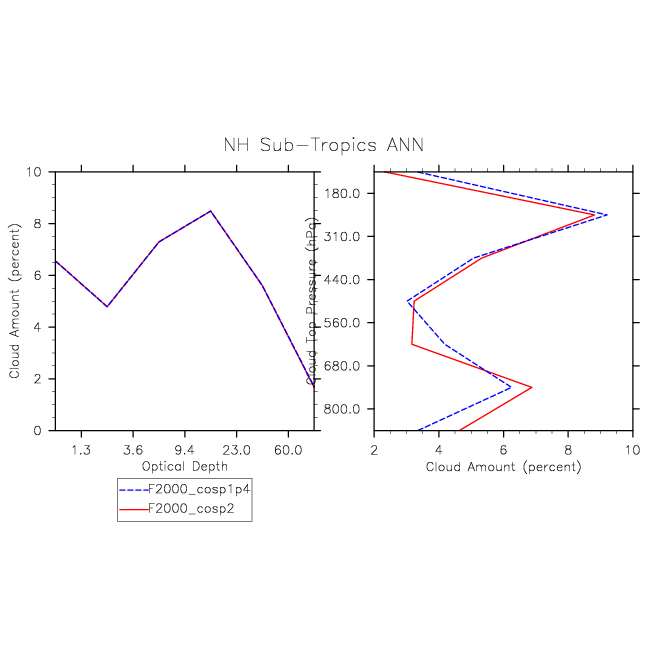 NH Sub-Tropics ANN
Cloud Amount (percent)
10
8
6
4
2
0
1.3 3.6 9.4 23.0 60.0
Optical Depth
Cloud Top Pressure (hPa)
180.0
310.0
440.0
560.0
680.0
800.0
2 4 6 8 10
Cloud Amount (percent)
F2000_cosp1p4
F2000_cosp2